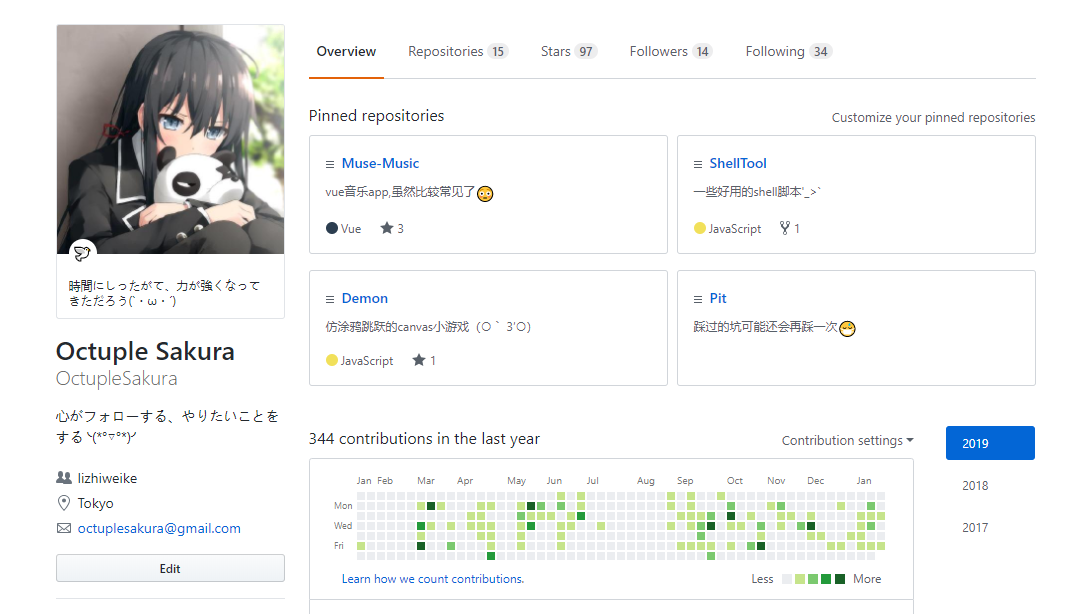 Overview Repositories 15 Stars 97 Followers 14 Following 34
時間にしったがて、力が強くなって
きただろう(`・ω・´)
Octuple Sakura
OctupleSakura
心がフォローする、やりたいことを
する ٩(*°▽°*)۶
lizhiweike
Tokyo
octuplesakura@gmail.com
Edit
Pinned repositories
Customize your pinned repositories
Muse-Music
vue音乐app,虽然比较常见了😳
Vue 3
ShellTool
一些好用的shell脚本'_>`
JavaScript 1
Demon
仿涂鸦跳跃的canvas小游戏（○｀ 3′○）
JavaScript 1
Pit
踩过的坑可能还会再踩一次😷
344 contributions in the last year
Contribution settings
2019
2018
2017
Jan Feb Mar Apr May Jun Jul Aug Sep Oct Nov Dec Jan
Mon
Wed
Fri
Learn how we count contributions.
Less More